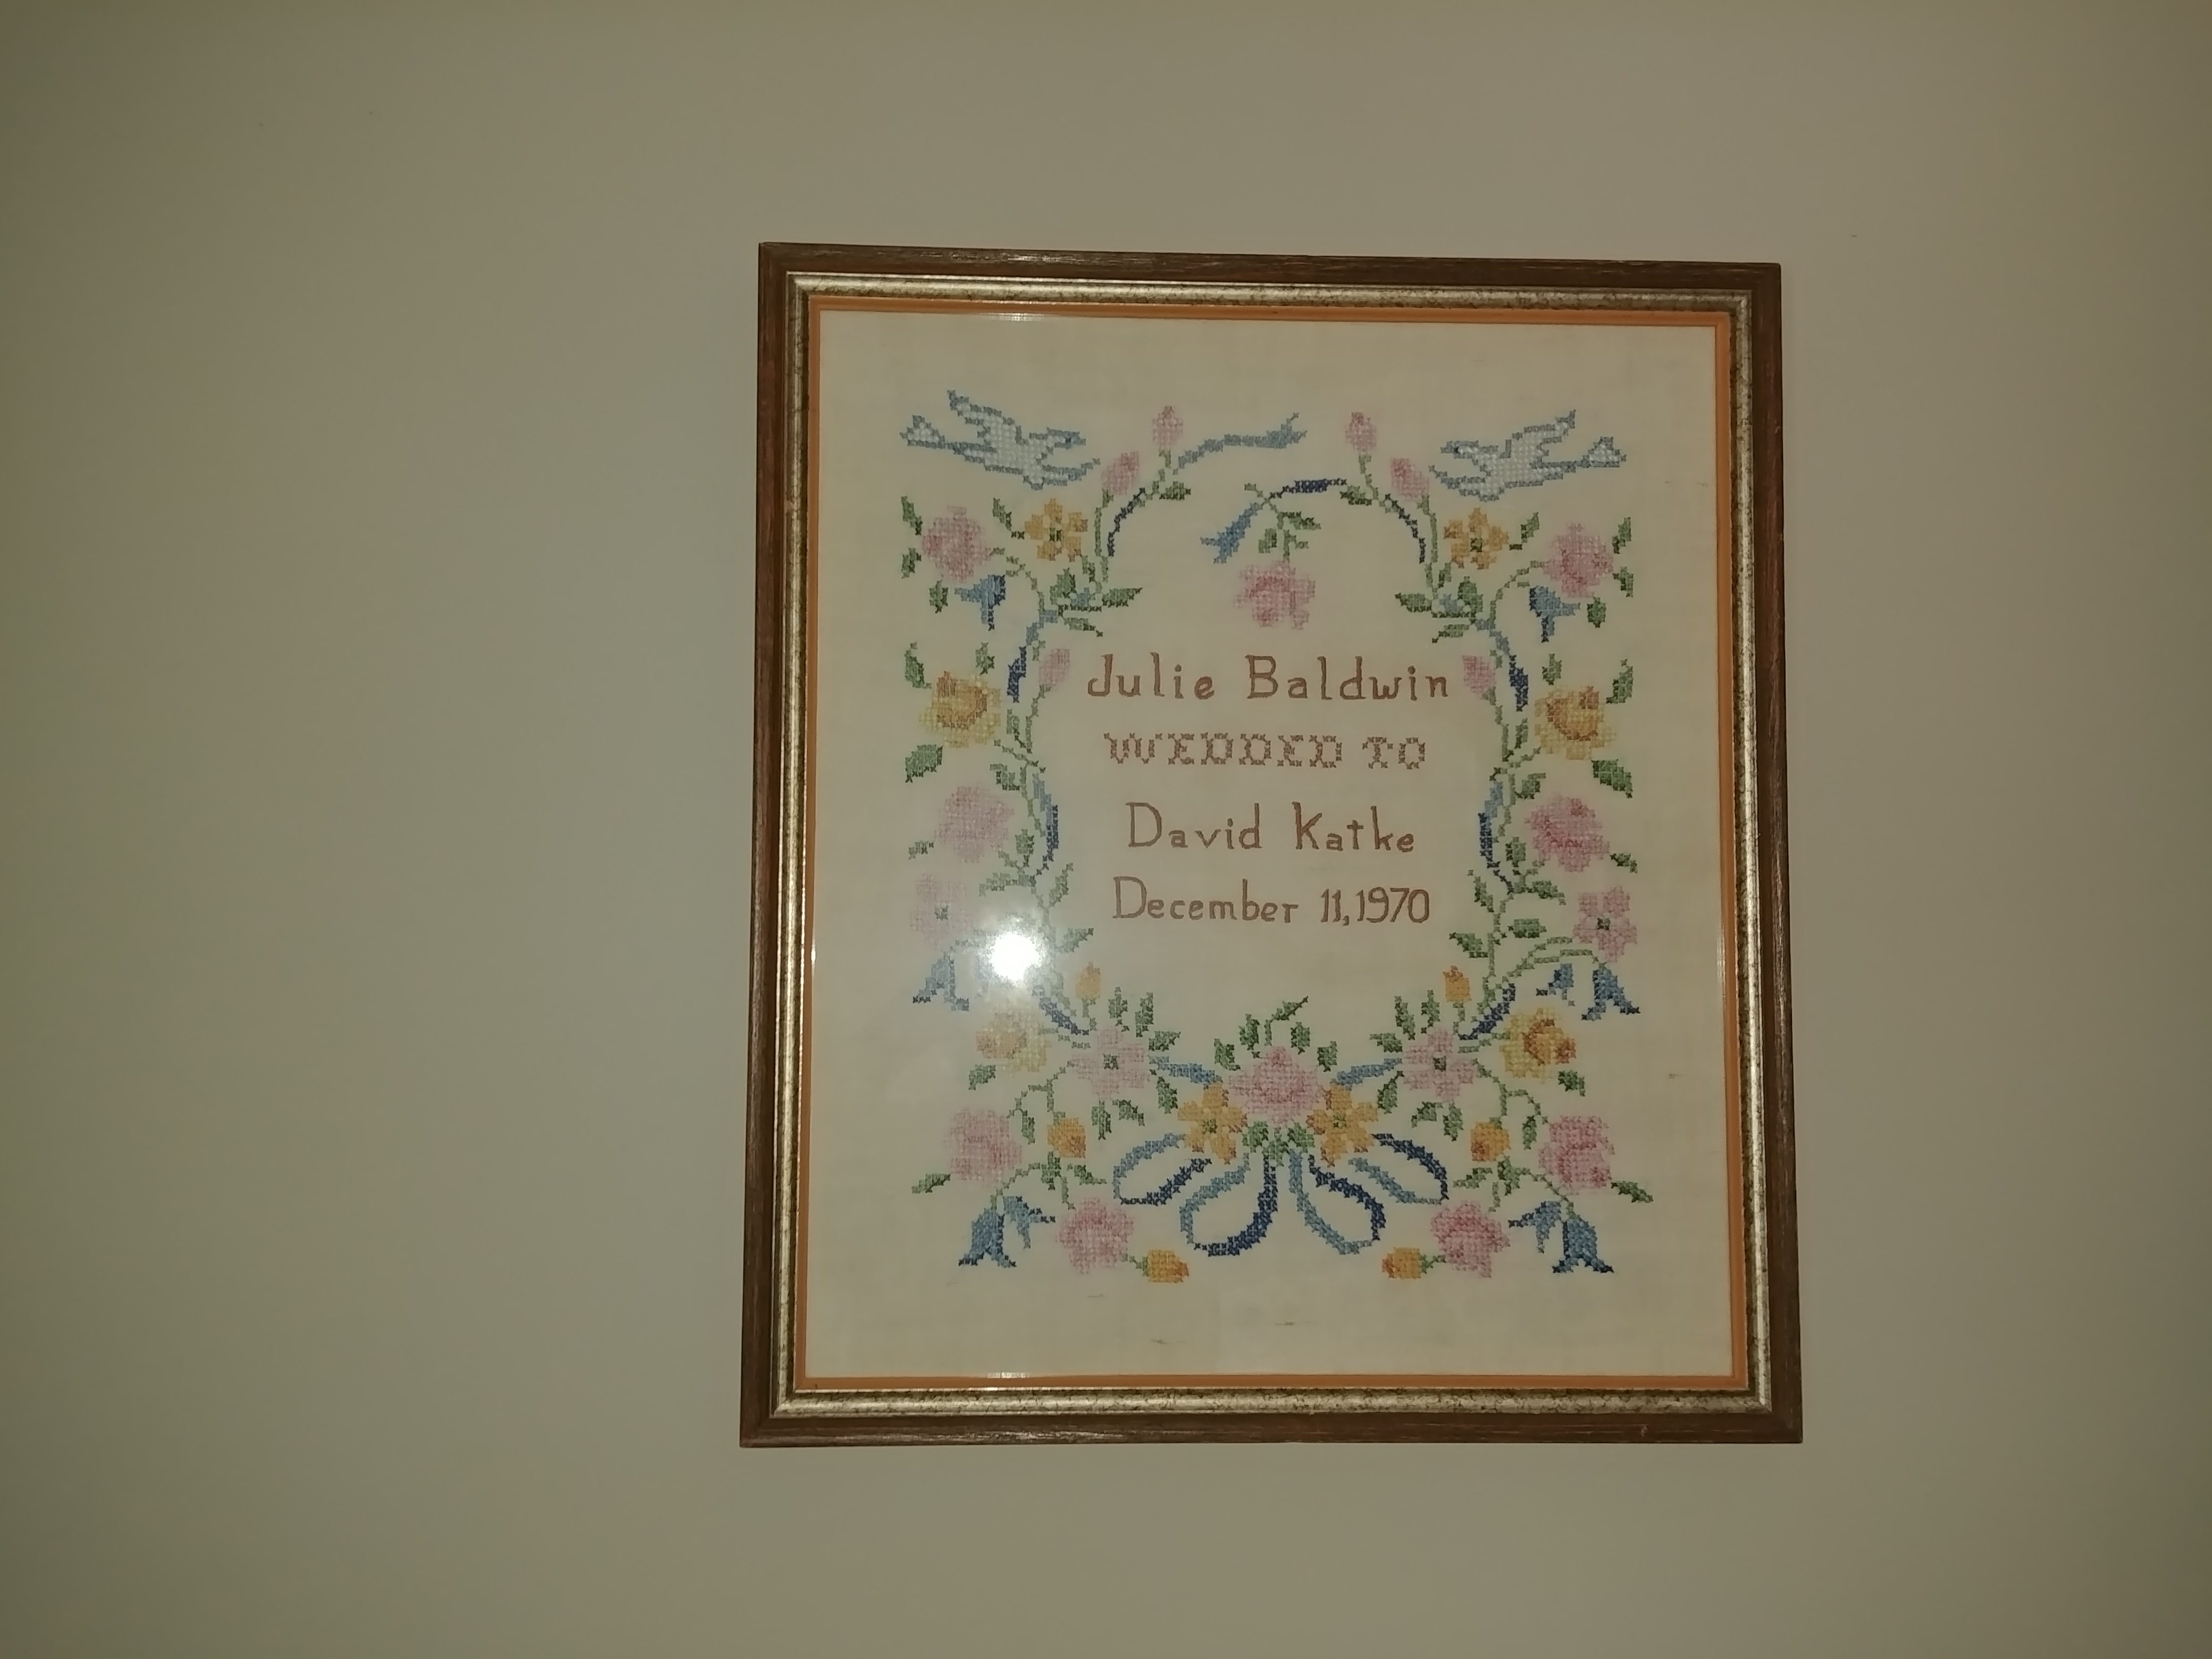 Julie Baldwin
WEDDED TO
David Katke
December 11, 1970